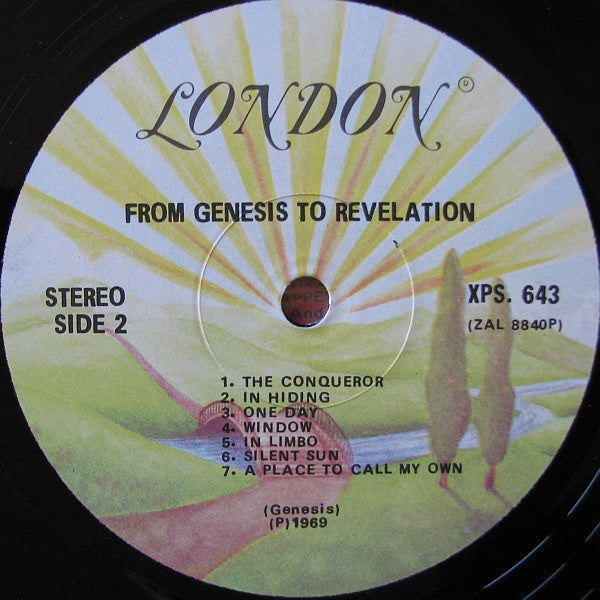 LONDON®
FROM GENESIS TO REVELATION
STEREO
SIDE 2
XPS. 643
(ZAL 8840P)
1. THE CONQUEROR
2. IN HIDING
3. ONE DAY
4. WINDOW
5. IN LIMBO
6. SILENT SUN
7. A PLACE TO CALL MY OWN
(Genesis)
(P)1969